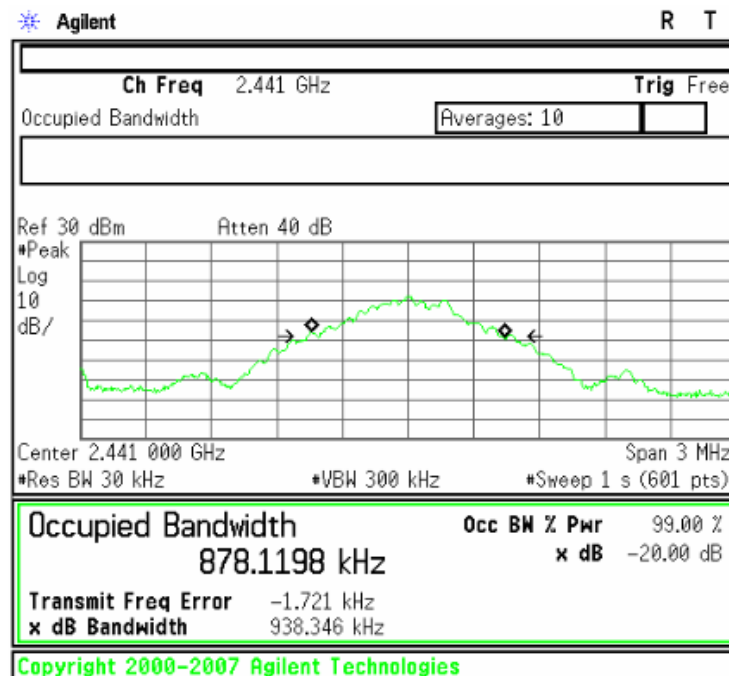 Agilent R T
Ch Freq 2.441 GHz Trig Free
Occupied Bandwidth Averages: 10
Ref 30 dBm Atten 40 dB
#Peak
Log
10
dB/
Center 2.441 000 GHz Span 3 MHz
#Res BW 30 kHz #VBW 300 kHz #Sweep 1 s (601 pts)
Occupied Bandwidth Occ BW % Pwr 99.00 %
878.1198 kHz x dB -20.00 dB
Transmit Freq Error -1.721 kHz
x dB Bandwidth 938.346 kHz
Copyright 2000-2007 Agilent Technologies